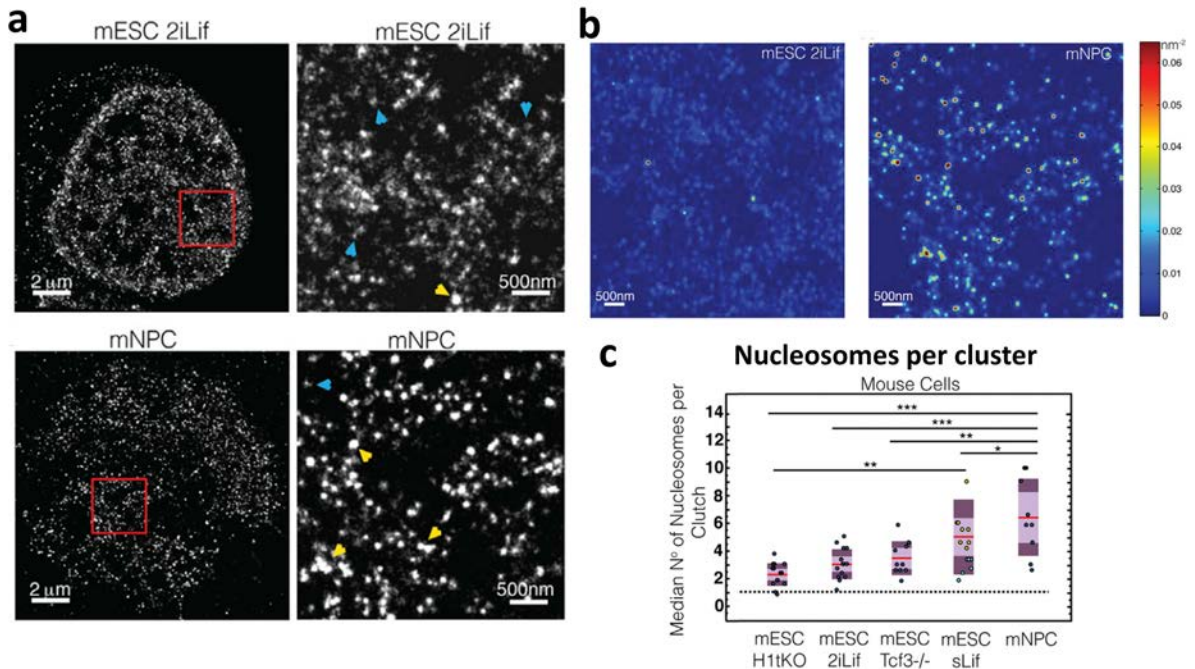 a
mESC 2iLif
mESC 2iLif
2 μm
500nm
mNPC
mNPC
2 μm
500nm
b
mESC 2iLif
mNPC
500nm
500nm
nm⁻²
0.06
0.05
0.04
0.03
0.02
0.01
0
c
Nucleosomes per cluster
Mouse Cells
Median Nº of Nucleosomes per
Clutch
14
12
10
8
6
4
2
0
***
***
**
*
**
mESC
H1tKO
mESC
2iLif
mESC
Tcf3-/-
mESC
sLif
mNPC